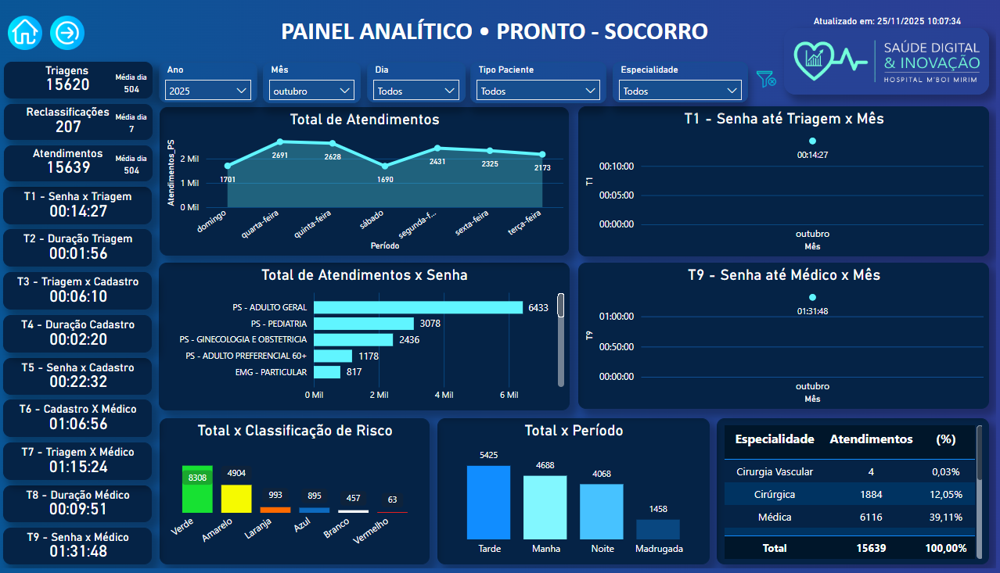 PAINEL ANALÍTICO • PRONTO - SOCORRO
Atualizado em: 25/11/2025 10:07:34
SAÚDE DIGITAL
& INOVAÇÃO
HOSPITAL M'BOI MIRIM
Ano
2025
Mês
outubro
Dia
Todos
Tipo Paciente
Todos
Especialidade
Todos
Triagens
15620
Média dia
504
Reclassificações
207
Média dia
7
Atendimentos
15639
Média dia
504
T1 - Senha x Triagem
00:14:27
T2 - Duração Triagem
00:01:56
T3 - Triagem x Cadastro
00:06:10
T4 - Duração Cadastro
00:02:20
T5 - Senha x Cadastro
00:22:32
T6 - Cadastro X Médico
01:06:56
T7 - Triagem X Médico
01:15:24
T8 - Duração Médico
00:09:51
T9 - Senha x Médico
01:31:48
Total de Atendimentos
Atendimentos_PS
2 Mil
1 Mil
0 Mil
1701
2691
2628
1690
2431
2325
2173
domingo
quarta-feira
quinta-feira
sábado
segunda-f...
sexta-feira
terça-feira
Período
T1 - Senha até Triagem x Mês
00:14:27
T1
00:10:00
00:05:00
00:00:00
outubro
Mês
Total de Atendimentos x Senha
PS - ADULTO GERAL 6433
PS - PEDIATRIA 3078
PS - GINECOLOGIA E OBSTETRICIA 2436
PS - ADULTO PREFERENCIAL 60+ 1178
EMG - PARTICULAR 817
0 Mil 2 Mil 4 Mil 6 Mil
T9 - Senha até Médico x Mês
01:31:48
T9
01:00:00
00:50:00
00:00:00
outubro
Mês
Total x Classificação de Risco
8308
4904
993
895
457
63
Verde
Amarelo
Laranja
Azul
Branco
Vermelho
Total x Período
5425
4688
4068
1458
Tarde
Manha
Noite
Madrugada
Especialidade Atendimentos (%)
Cirurgia Vascular 4 0,03%
Cirúrgica 1884 12,05%
Médica 6116 39,11%
Total 15639 100,00%